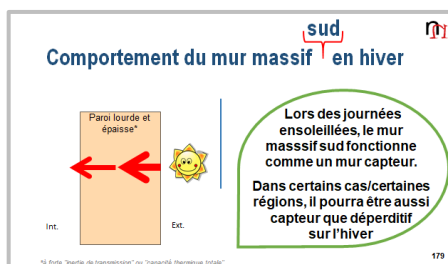 sud
Comportement du mur massif en hiver
Paroi lourde et
épaisse*
Int.
Ext.
Lors des journées
ensoleillées, le mur
masssif sud fonctionne
comme un mur capteur.
Dans certains cas/certaines
régions, il pourra être aussi
capteur que déperditif
sur l'hiver
*à forte "inertie de transmission" ou "capacité thermique totale"
175